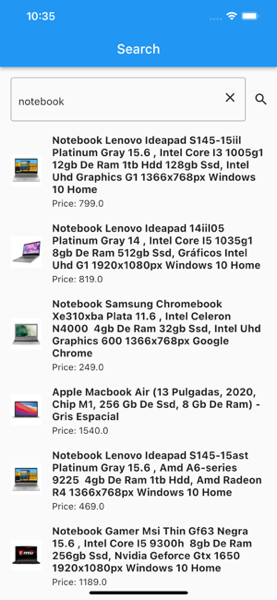 10:35
Search
notebook
Notebook Lenovo Ideapad S145-15iil
Platinum Gray 15.6 , Intel Core I3 1005g1
12gb De Ram 1tb Hdd 128gb Ssd, Intel
Uhd Graphics G1 1366x768px Windows
10 Home
Price: 799.0
Notebook Lenovo Ideapad 14iil05
Platinum Gray 14 , Intel Core I5 1035g1
8gb De Ram 512gb Ssd, Gráficos Intel
Uhd G1 1920x1080px Windows 10 Home
Price: 819.0
Notebook Samsung Chromebook
Xe310xba Plata 11.6 , Intel Celeron
N4000  4gb De Ram 32gb Ssd, Intel Uhd
Graphics 600 1366x768px Google
Chrome
Price: 249.0
Apple Macbook Air (13 Pulgadas, 2020,
Chip M1, 256 Gb De Ssd, 8 Gb De Ram) -
Gris Espacial
Price: 1540.0
Notebook Lenovo Ideapad S145-15ast
Platinum Gray 15.6 , Amd A6-series
9225  4gb De Ram 1tb Hdd, Amd Radeon
R4 1366x768px Windows 10 Home
Price: 469.0
Notebook Gamer Msi Thin Gf63 Negra
15.6 , Intel Core I5 9300h  8gb De Ram
256gb Ssd, Nvidia Geforce Gtx 1650
1920x1080px Windows 10 Home
Price: 1189.0